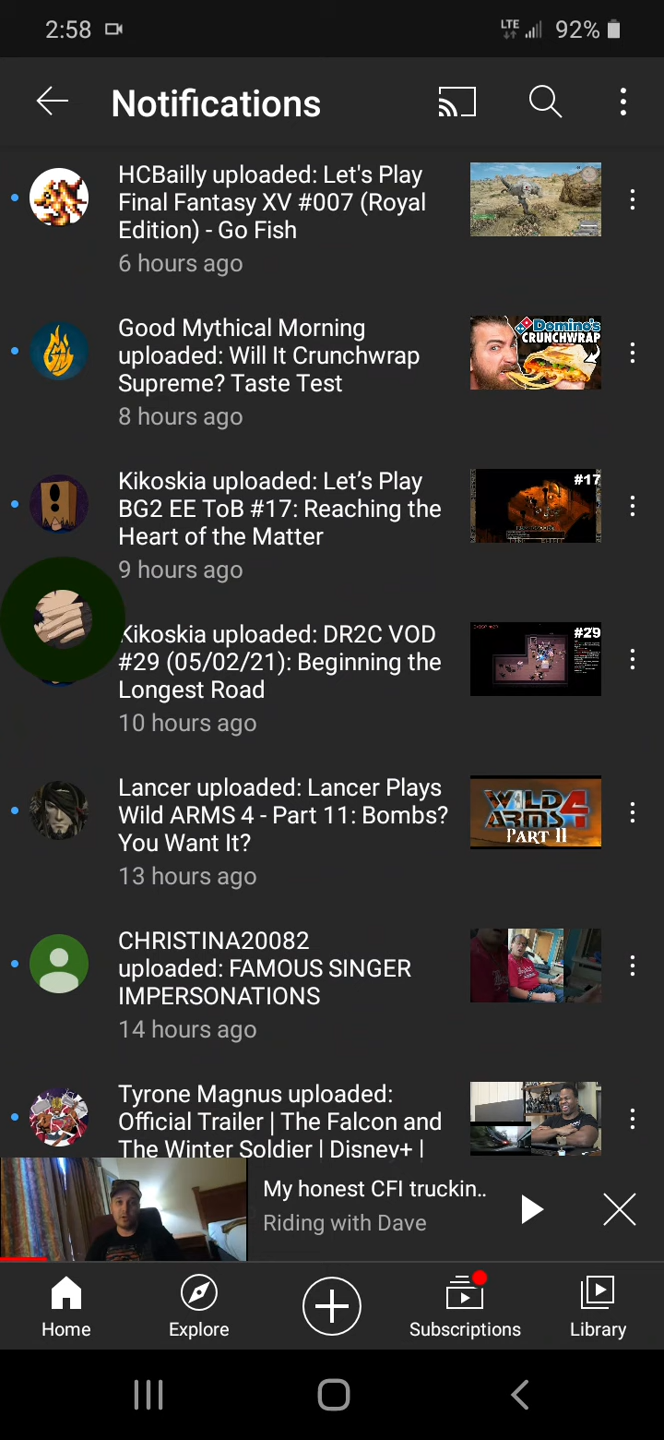 2:58
LTE
92%
Notifications
HCBailly uploaded: Let's Play
Final Fantasy XV #007 (Royal
Edition) - Go Fish
6 hours ago
Good Mythical Morning
uploaded: Will It Crunchwrap
Supreme? Taste Test
8 hours ago
Domino's
CRUNCHWRAP
Kikoskia uploaded: Let’s Play
BG2 EE ToB #17: Reaching the
Heart of the Matter
9 hours ago
#17
Kikoskia uploaded: DR2C VOD
#29 (05/02/21): Beginning the
Longest Road
10 hours ago
#29
Lancer uploaded: Lancer Plays
Wild ARMS 4 - Part 11: Bombs?
You Want It?
13 hours ago
WILD
ARMS 4
PART 11
CHRISTINA20082
uploaded: FAMOUS SINGER
IMPERSONATIONS
14 hours ago
Tyrone Magnus uploaded:
Official Trailer | The Falcon and
The Winter Soldier | Disney+ |
My honest CFI truckin..
Riding with Dave
Home
Explore
Subscriptions
Library